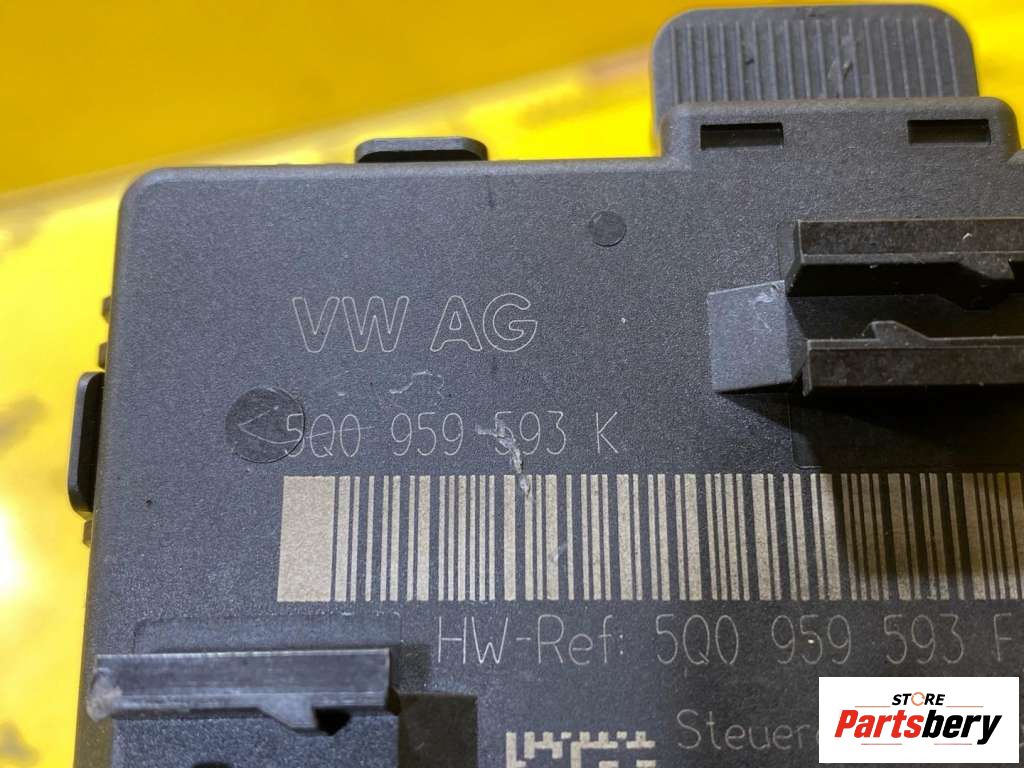 VW AG
5Q0 959 593 K
HW-Ref: 5Q0 959 593 F
STORE
Partsbery